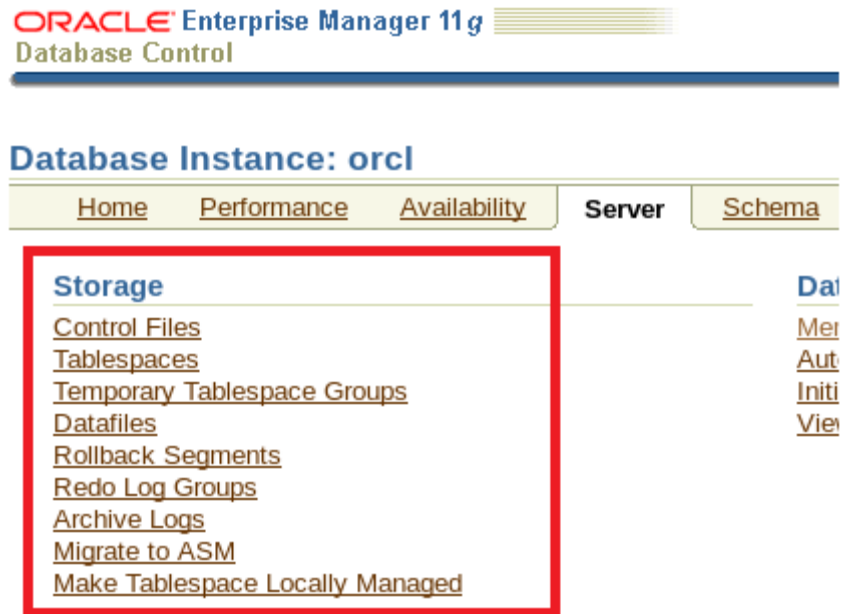 ORACLE Enterprise Manager 11g
Database Control
Database Instance: orcl
Home Performance Availability Server Schema
Storage
Control Files
Tablespaces
Temporary Tablespace Groups
Datafiles
Rollback Segments
Redo Log Groups
Archive Logs
Migrate to ASM
Make Tablespace Locally Managed